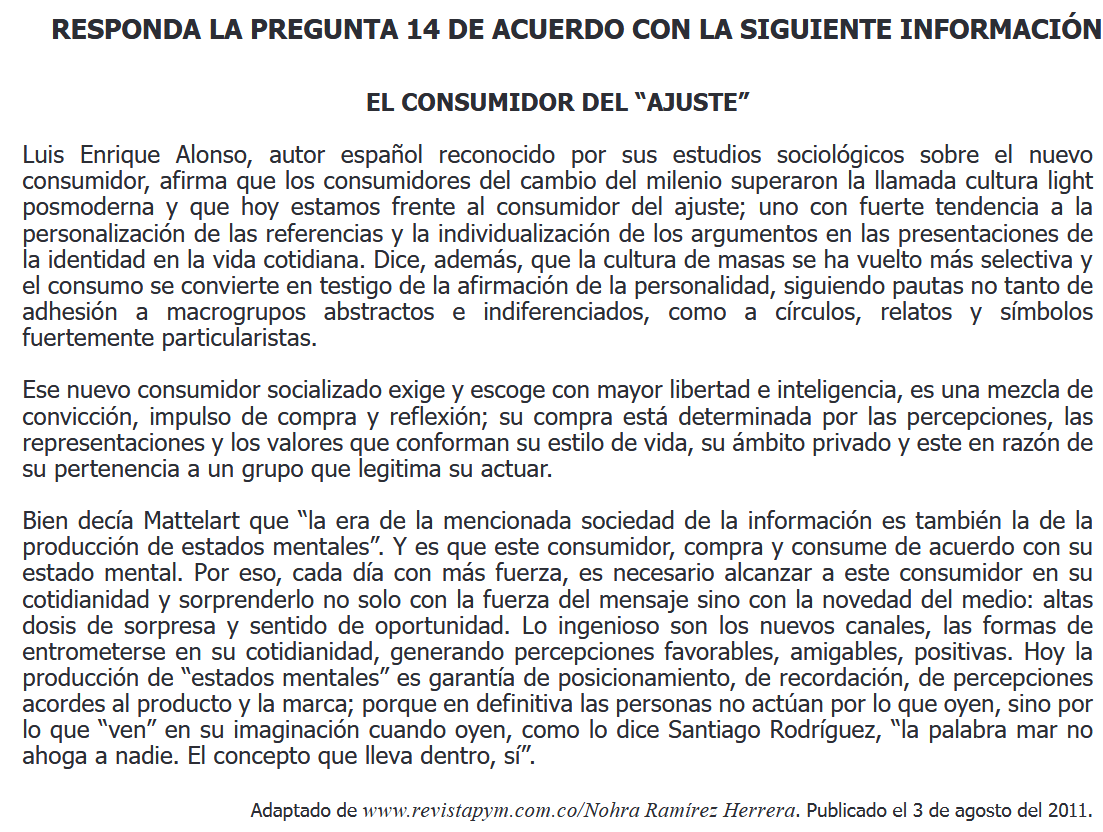 RESPONDA LA PREGUNTA 14 DE ACUERDO CON LA SIGUIENTE INFORMACIÓN
EL CONSUMIDOR DEL “AJUSTE”
Luis Enrique Alonso, autor español reconocido por sus estudios sociológicos sobre el nuevo
consumidor, afirma que los consumidores del cambio del milenio superaron la llamada cultura light
posmoderna y que hoy estamos frente al consumidor del ajuste; uno con fuerte tendencia a la
personalización de las referencias y la individualización de los argumentos en las presentaciones de
la identidad en la vida cotidiana. Dice, además, que la cultura de masas se ha vuelto más selectiva y
el consumo se convierte en testigo de la afirmación de la personalidad, siguiendo pautas no tanto de
adhesión a macrogrupos abstractos e indiferenciados, como a círculos, relatos y símbolos
fuertemente particularistas.
Ese nuevo consumidor socializado exige y escoge con mayor libertad e inteligencia, es una mezcla de
convicción, impulso de compra y reflexión; su compra está determinada por las percepciones, las
representaciones y los valores que conforman su estilo de vida, su ámbito privado y este en razón de
su pertenencia a un grupo que legitima su actuar.
Bien decía Mattelart que “la era de la mencionada sociedad de la información es también la de la
producción de estados mentales”. Y es que este consumidor, compra y consume de acuerdo con su
estado mental. Por eso, cada día con más fuerza, es necesario alcanzar a este consumidor en su
cotidianidad y sorprenderlo no solo con la fuerza del mensaje sino con la novedad del medio: altas
dosis de sorpresa y sentido de oportunidad. Lo ingenioso son los nuevos canales, las formas de
entrometerse en su cotidianidad, generando percepciones favorables, amigables, positivas. Hoy la
producción de “estados mentales” es garantía de posicionamiento, de recordación, de percepciones
acordes al producto y la marca; porque en definitiva las personas no actúan por lo que oyen, sino por
lo que “ven” en su imaginación cuando oyen, como lo dice Santiago Rodríguez, “la palabra mar no
ahoga a nadie. El concepto que lleva dentro, sí”.
Adaptado de www.revistapym.com.co/Nohra Ramírez Herrera. Publicado el 3 de agosto del 2011.